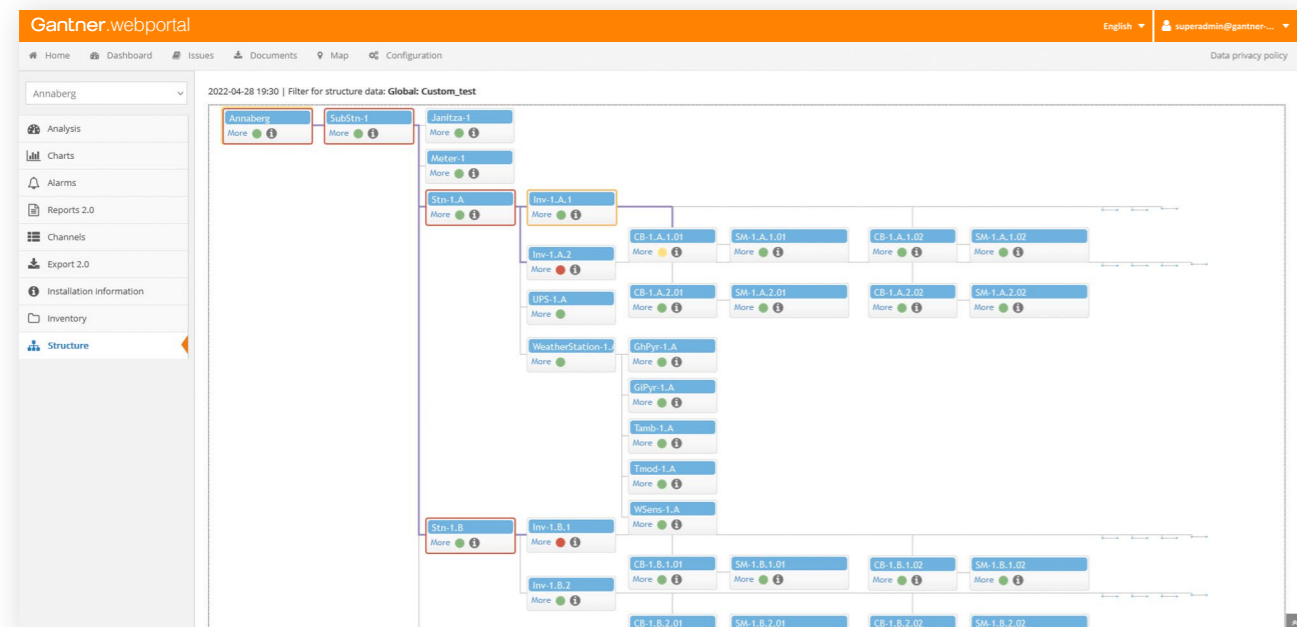 Gantner.webportal
English
superadmin@gantner-...
Home Dashboard Issues Documents Map Configuration
Data privacy policy
Annaberg
2022-04-28 19:30 | Filter for structure data: Global: Custom_test
Analysis
Charts
Alarms
Reports 2.0
Channels
Export 2.0
Installation information
Inventory
Structure
Annaberg
More
SubStn-1
More
Janitza-1
More
Meter-1
More
Stn-1.A
More
Inv-1.A.1
More
CB-1.A.1.01
More
SM-1.A.1.01
More
CB-1.A.1.02
More
SM-1.A.1.02
More
Inv-1.A.2
More
CB-1.A.2.01
More
SM-1.A.2.01
More
CB-1.A.2.02
More
SM-1.A.2.02
More
UPS-1.A
More
WeatherStation-1.
More
GhPyr-1.A
More
GiPyr-1.A
More
Tamb-1.A
More
Tmod-1.A
More
WSens-1.A
More
Stn-1.B
More
Inv-1.B.1
More
CB-1.B.1.01
More
SM-1.B.1.01
More
CB-1.B.1.02
More
SM-1.B.1.02
More
Inv-1.B.2
More
CB-1.B.2.01
SM-1.B.2.01
CB-1.B.2.02
SM-1.B.2.02